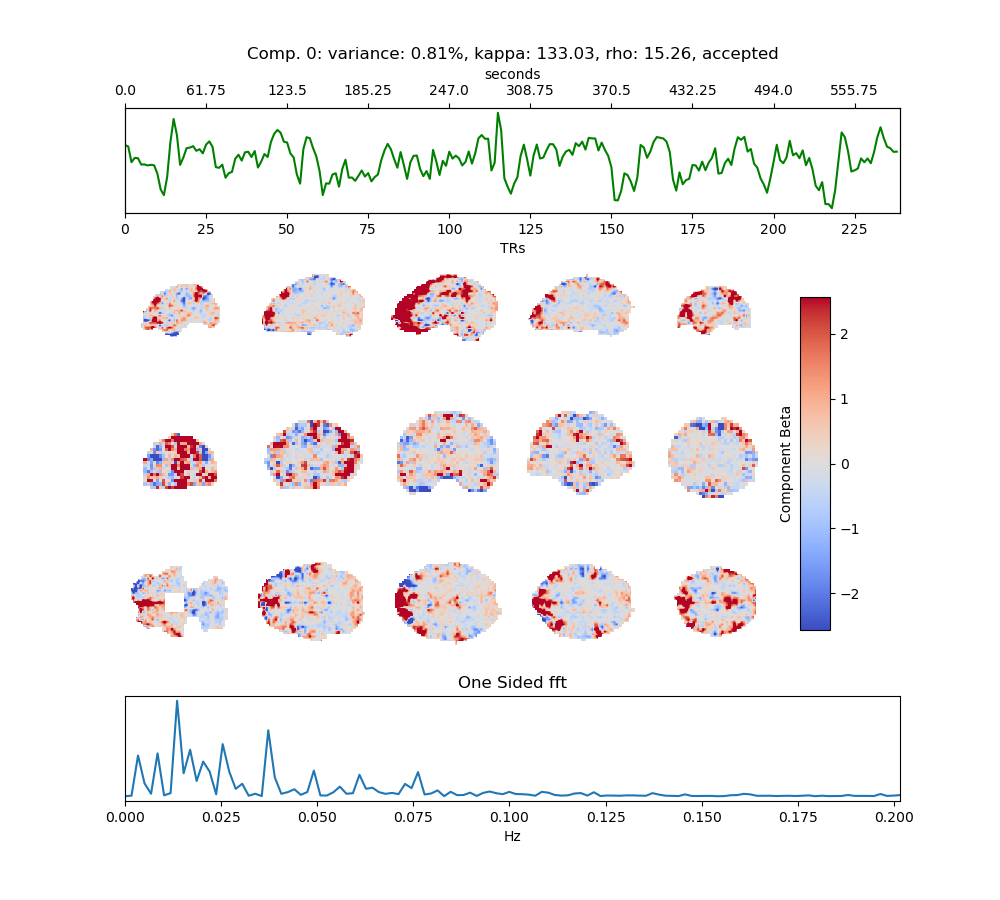 Comp. 0: variance: 0.81%, kappa: 133.03, rho: 15.26, accepted
seconds
0.0 61.75 123.5 185.25 247.0 308.75 370.5 432.25 494.0 555.75
0 25 50 75 100 125 150 175 200 225
TRs
2
1
0
−1
−2
Component Beta
One Sided fft
0.000 0.025 0.050 0.075 0.100 0.125 0.150 0.175 0.200
Hz